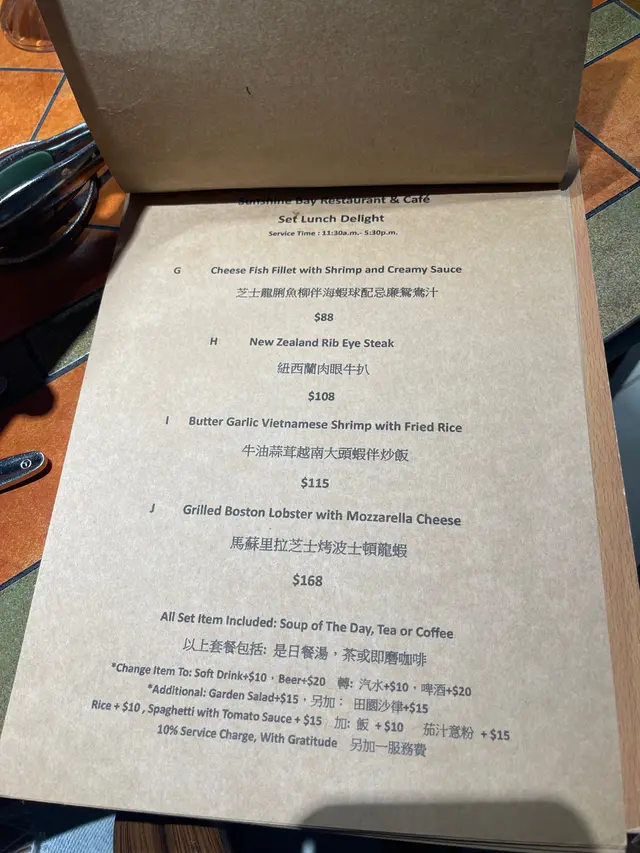 Sunshine Bay Restaurant & Café
Set Lunch Delight
Service Time : 11:30a.m.- 5:30p.m.
G Cheese Fish Fillet with Shrimp and Creamy Sauce
芝士龍脷魚柳伴海蝦球配忌廉鴛鴦汁
$88
H New Zealand Rib Eye Steak
紐西蘭肉眼牛扒
$108
I Butter Garlic Vietnamese Shrimp with Fried Rice
牛油蒜茸越南大頭蝦伴炒飯
$115
J Grilled Boston Lobster with Mozzarella Cheese
馬蘇里拉芝士烤波士頓龍蝦
$168
All Set Item Included: Soup of The Day, Tea or Coffee
以上套餐包括: 是日餐湯，茶或即磨咖啡
*Change Item To: Soft Drink+$10，Beer+$20 轉: 汽水+$10，啤酒+$20
*Additional: Garden Salad+$15，另加： 田園沙律+$15
Rice + $10 , Spaghetti with Tomato Sauce + $15 加: 飯 + $10 茄汁意粉 + $15
10% Service Charge, With Gratitude 另加一服務費